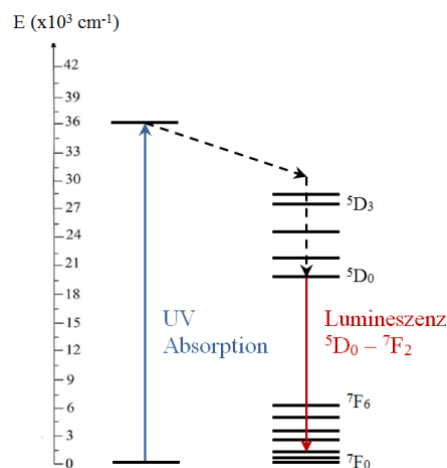 E (x10³ cm⁻¹)
42
39
36
33
30
27
24
21
18
15
12
9
6
3
0
⁵D₃
⁵D₀
UV
Absorption
Lumineszenz
⁵D₀ – ⁷F₂
⁷F₆
⁷F₀